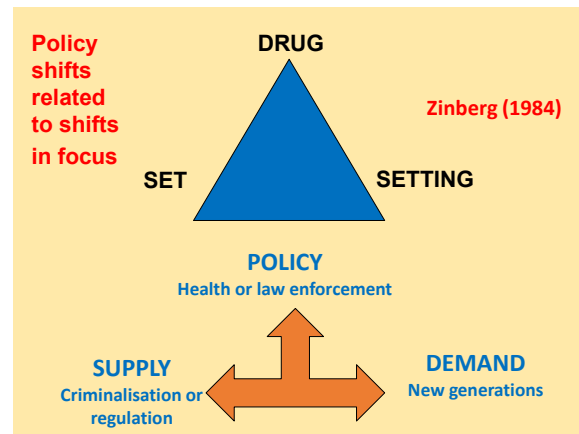 Policy
shifts
related
to shifts
in focus
DRUG
Zinberg (1984)
SET
SETTING
POLICY
Health or law enforcement
SUPPLY
Criminalisation or
regulation
DEMAND
New generations